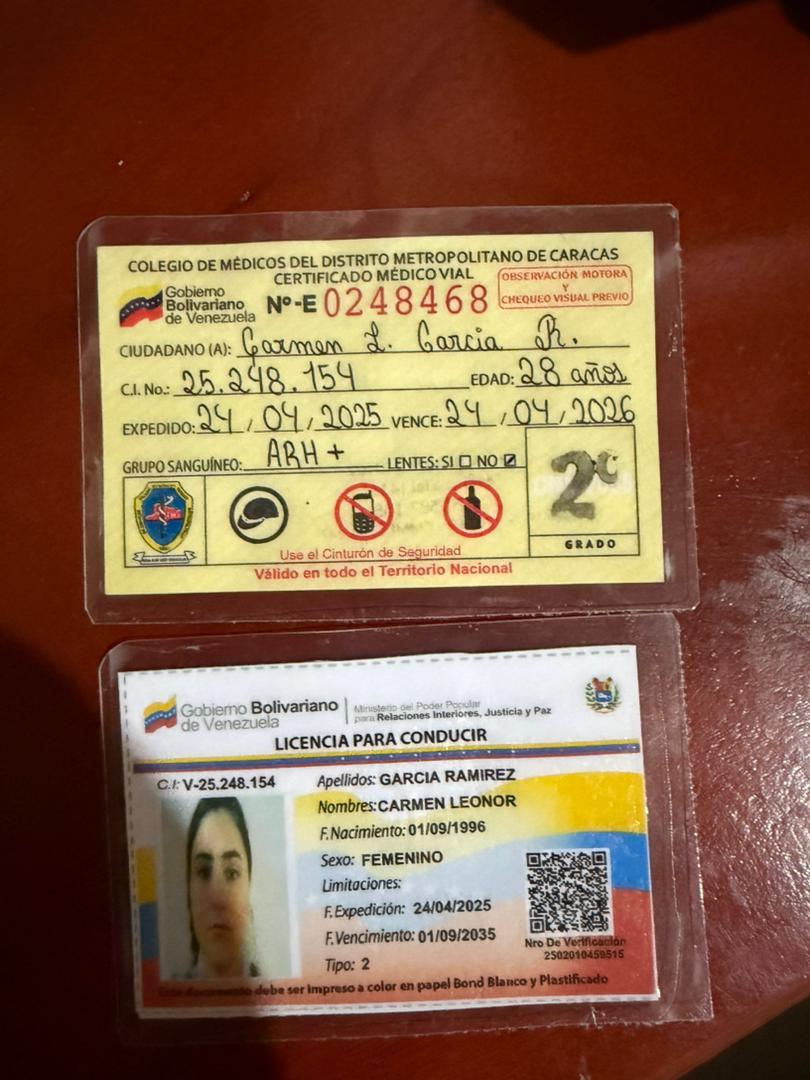 COLEGIO DE MÉDICOS DEL DISTRITO METROPOLITANO DE CARACAS
CERTIFICADO MÉDICO VIAL
OBSERVACIÓN MOTORA
Y
CHEQUEO VISUAL PREVIO
Gobierno
Bolivariano
de Venezuela
Nº-E 0248468
CIUDADANO (A): Carmen L. Garcia R.
C.I. No.: 25.248.154 EDAD: 28 años
EXPEDIDO: 24 / 04 / 2025 VENCE: 24 / 04 / 2026
GRUPO SANGUÍNEO: ARH + LENTES: SI ☐ NO ☑
2º
GRADO
Use el Cinturón de Seguridad
Válido en todo el Territorio Nacional
Gobierno Bolivariano
de Venezuela
Ministerio del Poder Popular
para Relaciones Interiores, Justicia y Paz
LICENCIA PARA CONDUCIR
C.I: V-25.248.154
Apellidos: GARCIA RAMIREZ
Nombres: CARMEN LEONOR
F.Nacimiento: 01/09/1996
Sexo: FEMENINO
Limitaciones:
F.Expedición: 24/04/2025
F.Vencimiento: 01/09/2035
Tipo: 2
Nro De Verificación
2502010459515
Este documento debe ser impreso a color en papel Bond Blanco y Plastificado